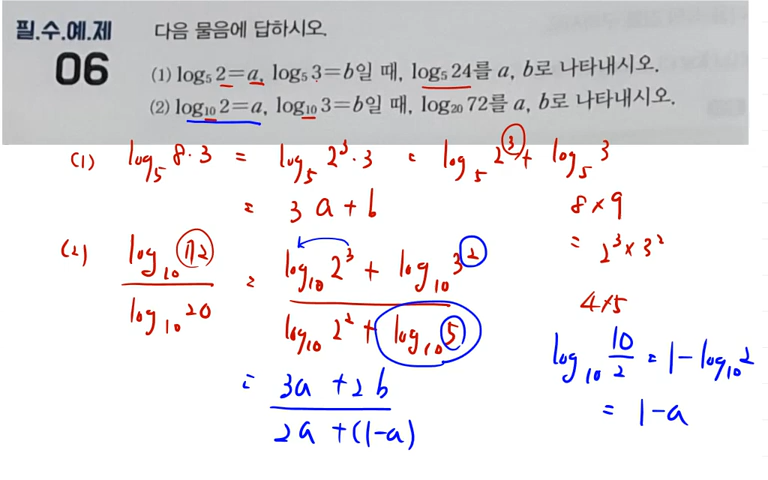 필.수.예.제
06
다음 물음에 답하시오.
(1) log₅ 2=a, log₅ 3=b일 때, log₅ 24를 a, b로 나타내시오.
(2) log₁₀ 2=a, log₁₀ 3=b일 때, log₂₀ 72를 a, b로 나타내시오.
(1) log₅ 8·3 = log₅ 2³·3 = log₅ 2³ + log₅ 3
= 3a+b
8×9
= 2³×3²
(2) log₁₀ 72 / log₁₀ 20 = log₁₀ 2³ + log₁₀ 3² / log₁₀ 2² + log₁₀ 5
4×5
log₁₀ 10/2 = 1-log₁₀ 2
= 1-a
= 3a+2b / 2a+(1-a)